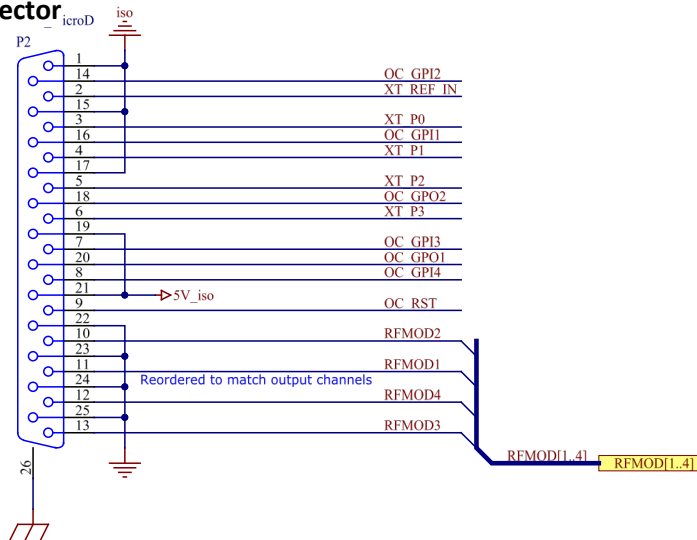 ector
icroD
iso
P2
1
14 OC_GPI2
2 XT_REF_IN
15
3 XT_P0
16 OC_GPI1
4 XT_P1
17
5 XT_P2
18 OC_GPO2
6 XT_P3
19
7 OC_GPI3
20 OC_GPO1
8 OC_GPI4
21 5V_iso
9 OC_RST
22
10 RFMOD2
23
11 RFMOD1
24 Reordered to match output channels
12 RFMOD4
25
13 RFMOD3
26
RFMOD[1..4] RFMOD[1..4]